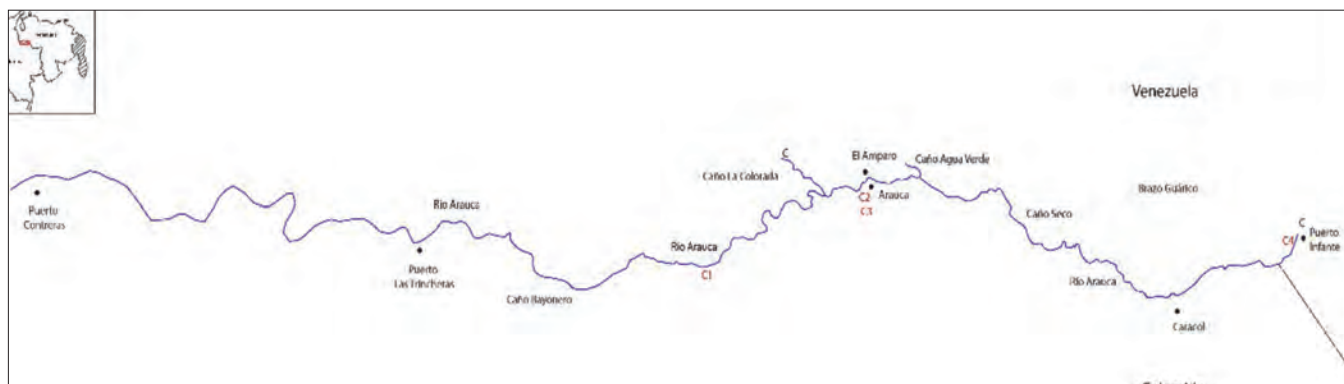 Venezuela
C
El Amparo
Caño Agua Verde
Caño La Colorada
Arauca
Brazo Guárico
C2
C3
Río Arauca
Puerto
Contreras
Caño Seco
C
C4
Puerto
Infante
Río Arauca
C1
Puerto
Las Trincheras
Río Arauca
Caño Bayonero
Caracol